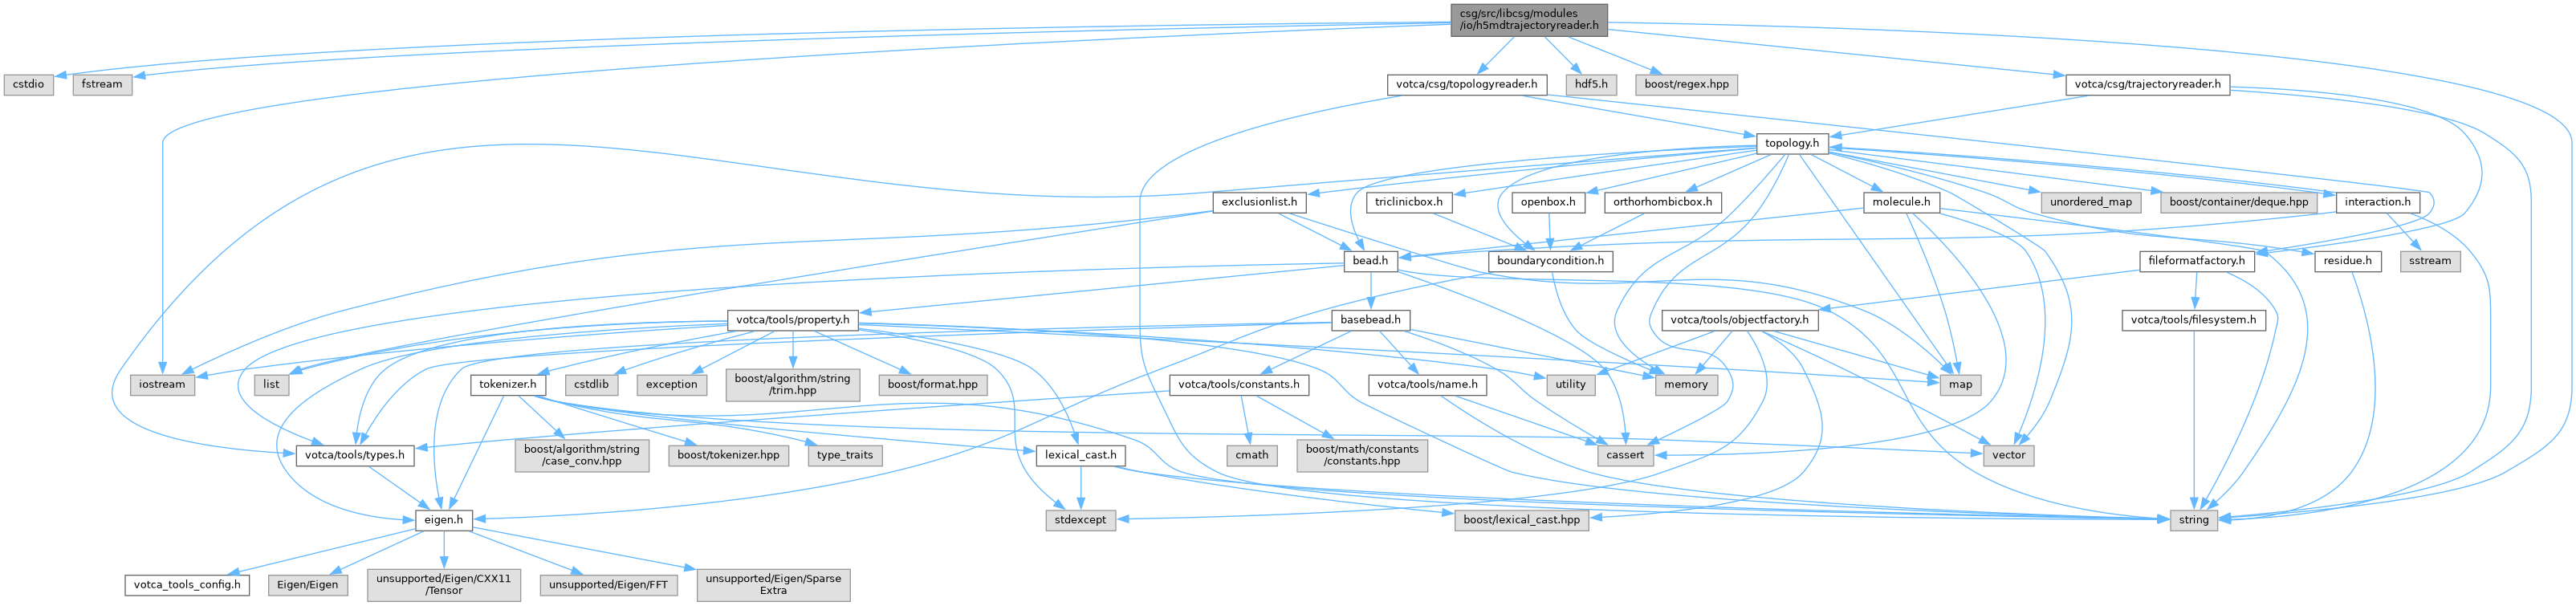 csg/src/libcsg/modules
/io/h5mdtrajectoryreader.h
cstdio
fstream
votca/csg/topologyreader.h
hdf5.h
boost/regex.hpp
votca/csg/trajectoryreader.h
topology.h
exclusionlist.h
triclinicbox.h
openbox.h
orthorhombicbox.h
molecule.h
unordered_map
boost/container/deque.hpp
interaction.h
bead.h
boundarycondition.h
fileformatfactory.h
residue.h
sstream
votca/tools/property.h
basebead.h
votca/tools/objectfactory.h
votca/tools/filesystem.h
iostream
list
tokenizer.h
cstdlib
exception
boost/algorithm/string
/trim.hpp
boost/format.hpp
votca/tools/constants.h
votca/tools/name.h
utility
memory
map
votca/tools/types.h
boost/algorithm/string
/case_conv.hpp
boost/tokenizer.hpp
type_traits
lexical_cast.h
cmath
boost/math/constants
/constants.hpp
cassert
vector
eigen.h
stdexcept
boost/lexical_cast.hpp
string
votca_tools_config.h
Eigen/Eigen
unsupported/Eigen/CXX11
/Tensor
unsupported/Eigen/FFT
unsupported/Eigen/Sparse
Extra